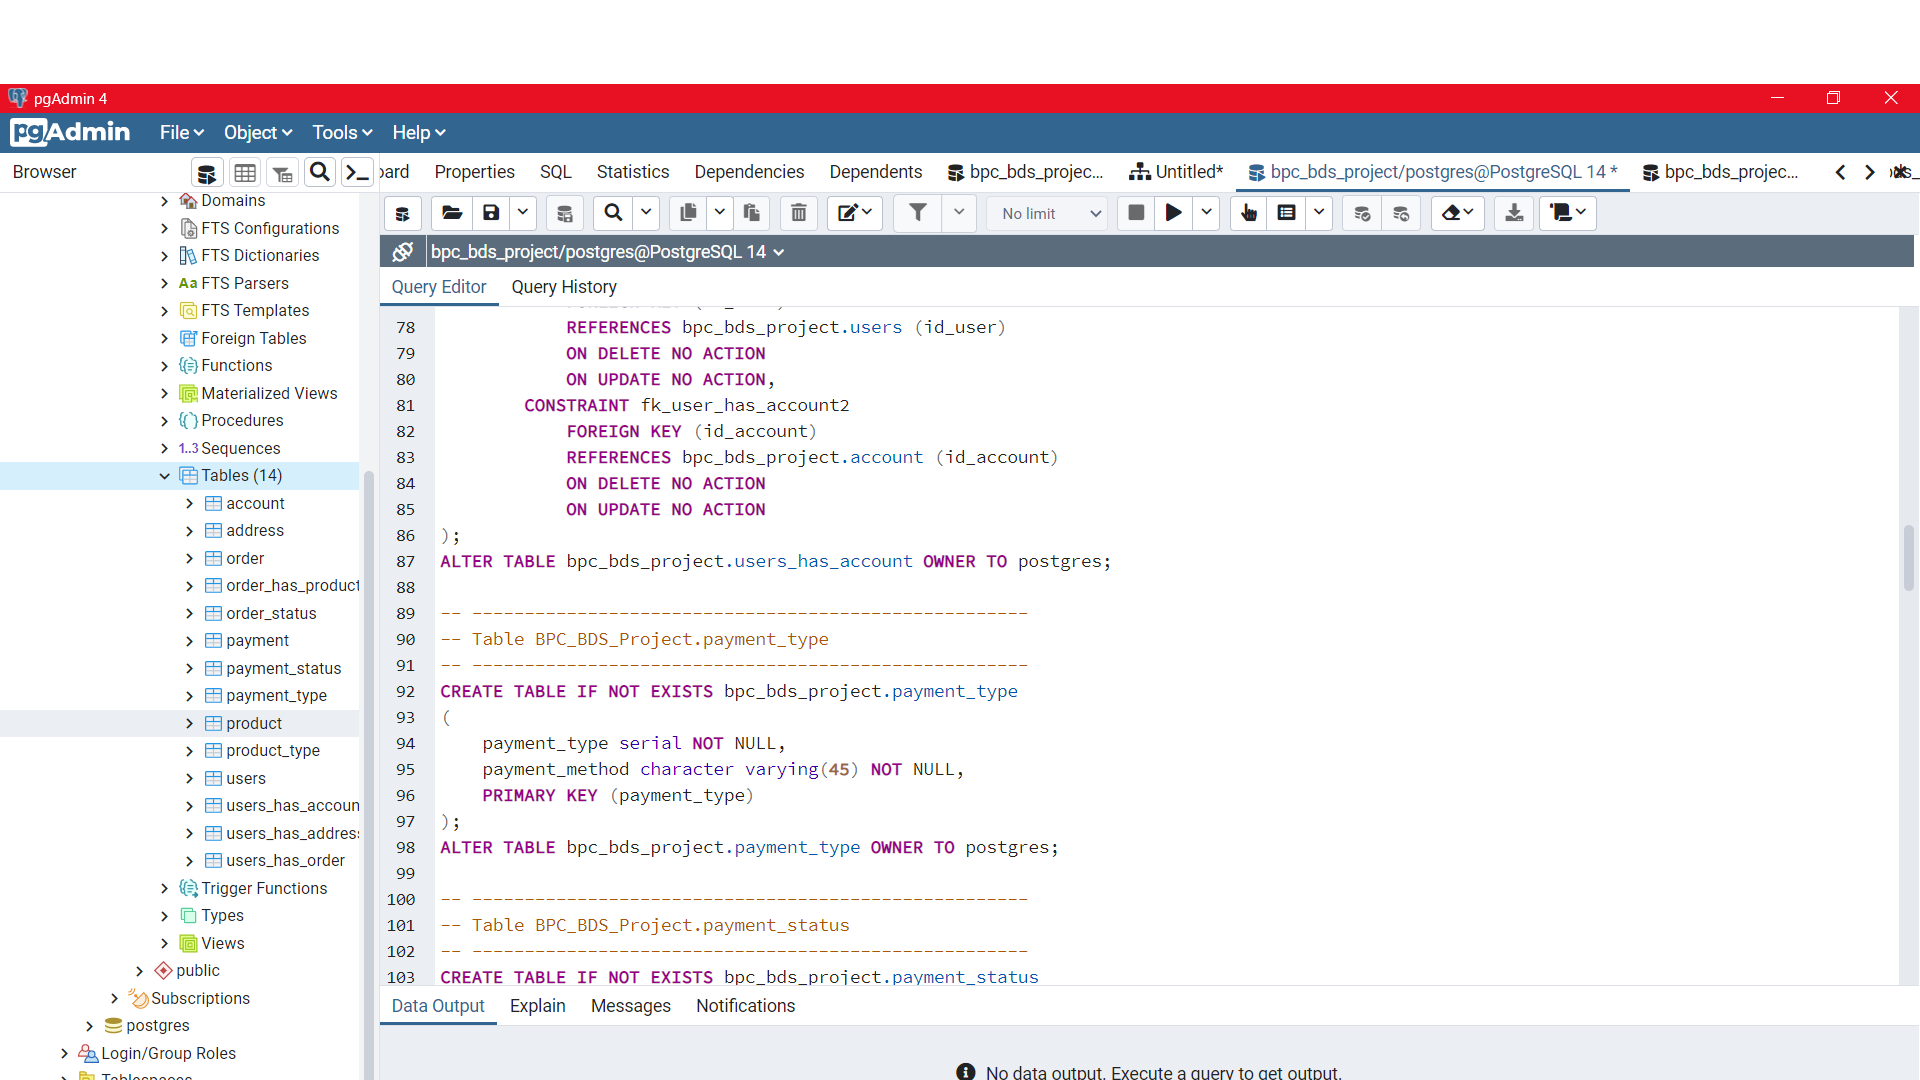 pgAdmin 4
pgAdmin File Object Tools Help
Browser
ard Properties SQL Statistics Dependencies Dependents bpc_bds_projec... Untitled* bpc_bds_project/postgres@PostgreSQL 14 * bpc_bds_projec...
No limit
bpc_bds_project/postgres@PostgreSQL 14
Query Editor Query History
Domains
FTS Configurations
FTS Dictionaries
Aa FTS Parsers
FTS Templates
Foreign Tables
Functions
Materialized Views
Procedures
1..3 Sequences
Tables (14)
account
address
order
order_has_product
order_status
payment
payment_status
payment_type
product
product_type
users
users_has_accoun
users_has_addres
users_has_order
Trigger Functions
Types
Views
public
Subscriptions
postgres
Login/Group Roles
Tablespaces
78 REFERENCES bpc_bds_project.users (id_user)
79 ON DELETE NO ACTION
80 ON UPDATE NO ACTION,
81 CONSTRAINT fk_user_has_account2
82 FOREIGN KEY (id_account)
83 REFERENCES bpc_bds_project.account (id_account)
84 ON DELETE NO ACTION
85 ON UPDATE NO ACTION
86 );
87 ALTER TABLE bpc_bds_project.users_has_account OWNER TO postgres;
88
89 -- -----------------------------------------------------
90 -- Table BPC_BDS_Project.payment_type
91 -- -----------------------------------------------------
92 CREATE TABLE IF NOT EXISTS bpc_bds_project.payment_type
93 (
94 payment_type serial NOT NULL,
95 payment_method character varying(45) NOT NULL,
96 PRIMARY KEY (payment_type)
97 );
98 ALTER TABLE bpc_bds_project.payment_type OWNER TO postgres;
99
100 -- -----------------------------------------------------
101 -- Table BPC_BDS_Project.payment_status
102 -- -----------------------------------------------------
103 CREATE TABLE IF NOT EXISTS bpc_bds_project.payment_status
Data Output Explain Messages Notifications
No data output. Execute a query to get output.